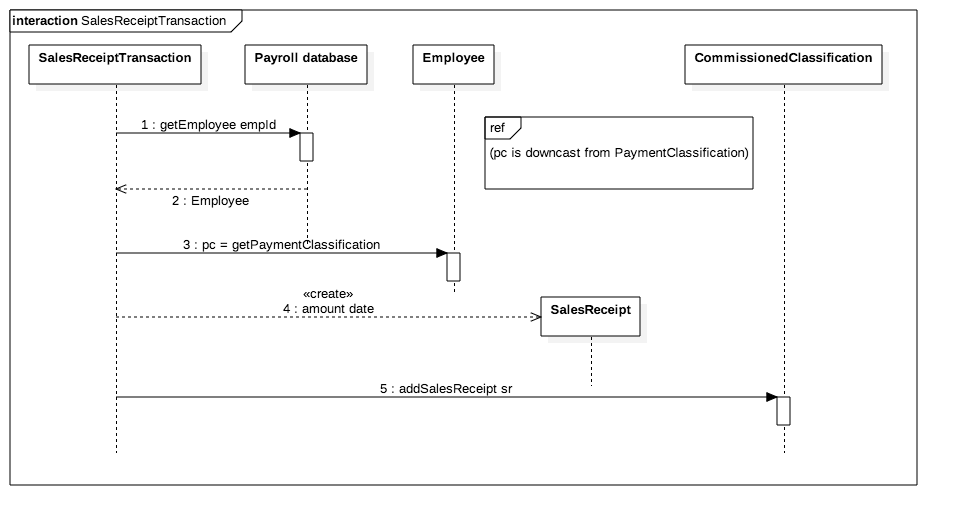 interaction SalesReceiptTransaction
SalesReceiptTransaction
Payroll database
Employee
CommissionedClassification
1 : getEmployee empId
ref
(pc is downcast from PaymentClassification)
2 : Employee
3 : pc = getPaymentClassification
«create»
4 : amount date
SalesReceipt
5 : addSalesReceipt sr